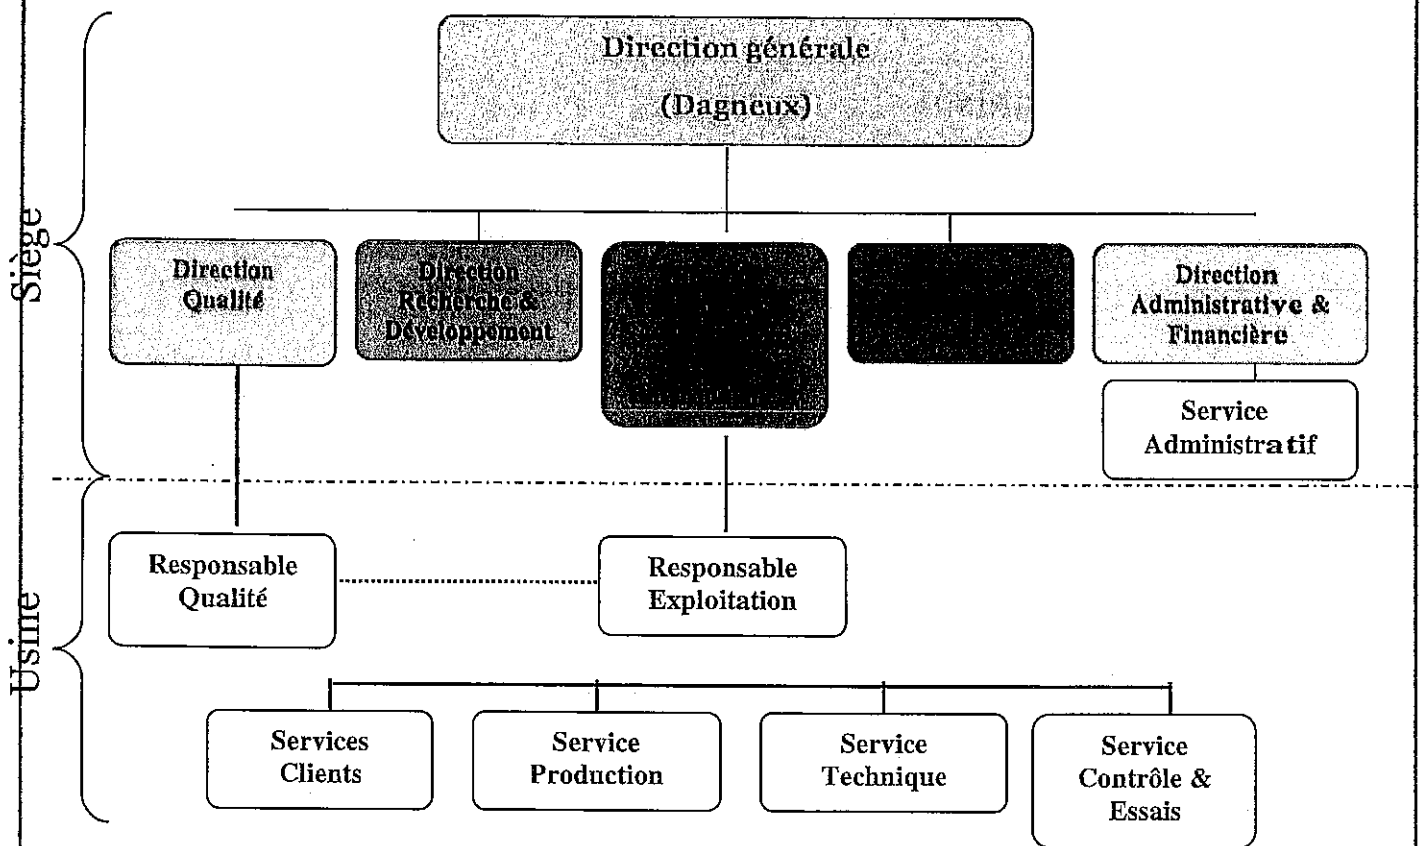 Direction générale
(Dagneux)
Siège
Direction
Qualité
Direction
Recherche &
Développement
Direction
Administrative &
Financière
Service
Administratif
Usine
Responsable
Qualité
Responsable
Exploitation
Services
Clients
Service
Production
Service
Technique
Service
Contrôle &
Essais